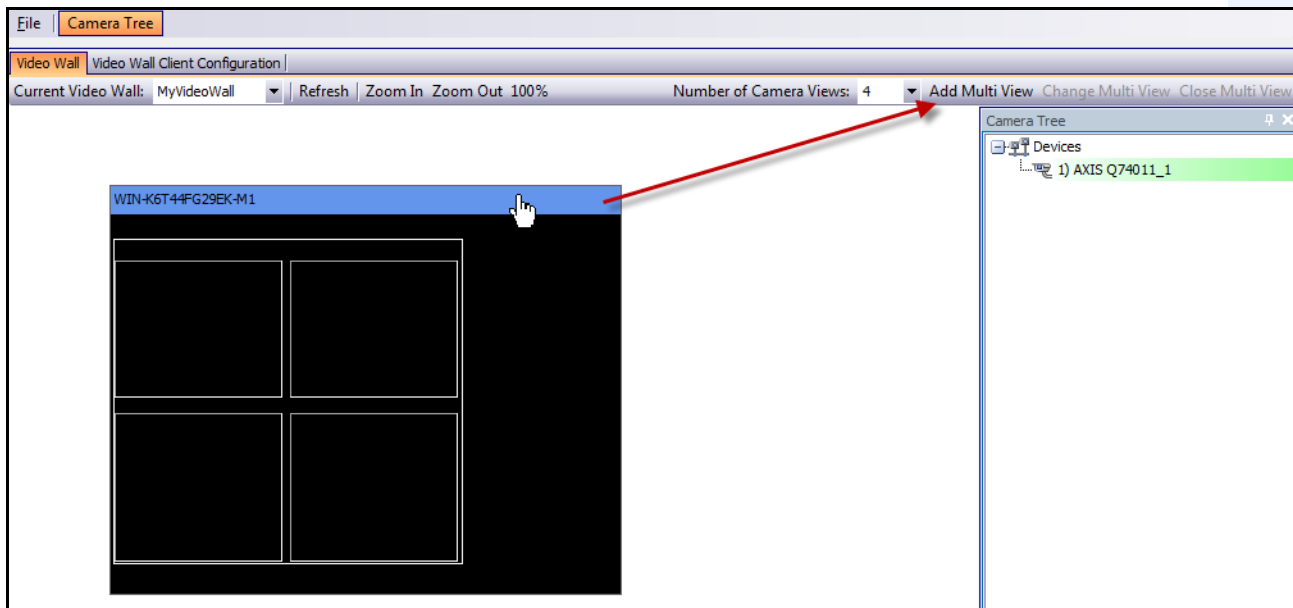 File Camera Tree
Video Wall Video Wall Client Configuration
Current Video Wall: MyVideoWall Refresh Zoom In Zoom Out 100% Number of Camera Views: 4 Add Multi View Change Multi View Close Multi View
Camera Tree
Devices
1) AXIS Q74011_1
WIN-K6T44FG29EK-M1